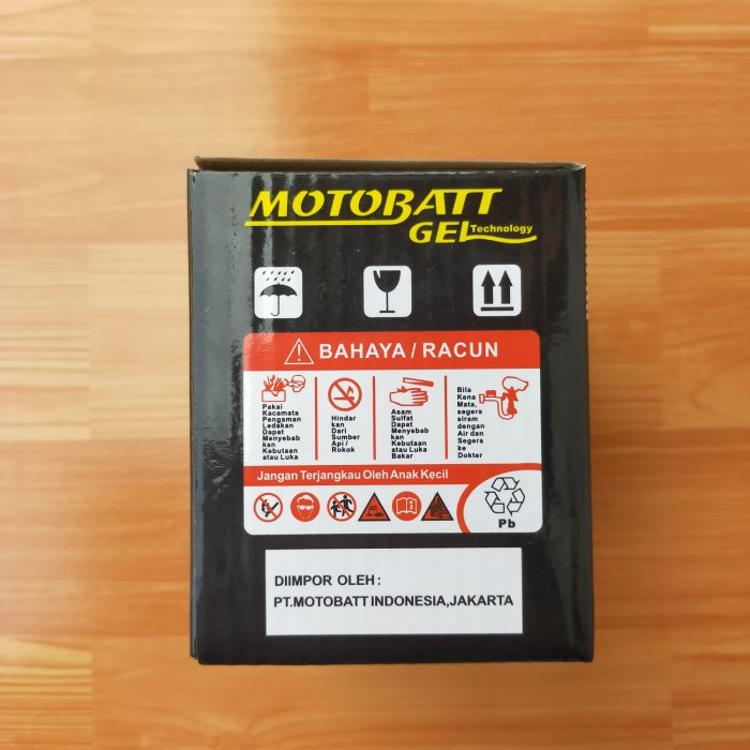 MOTOBATT
GEL Technology
BAHAYA / RACUN
Pakai
Kacamata
Pengaman
Ledakan
Dapat
Menyebab
kan
Kebutaan
atau Luka
Hindar
kan
Dari
Sumber
Api /
Rokok
Asam
Sulfat
Dapat
Menyebab
kan
Kebutaan
atau Luka
Bakar
Bila
Kena
Mata,
segera
siram
dengan
Air dan
Segera
ke
Dokter
Jangan Terjangkau Oleh Anak Kecil
Pb
DIIMPOR OLEH :
PT.MOTOBATT INDONESIA,JAKARTA